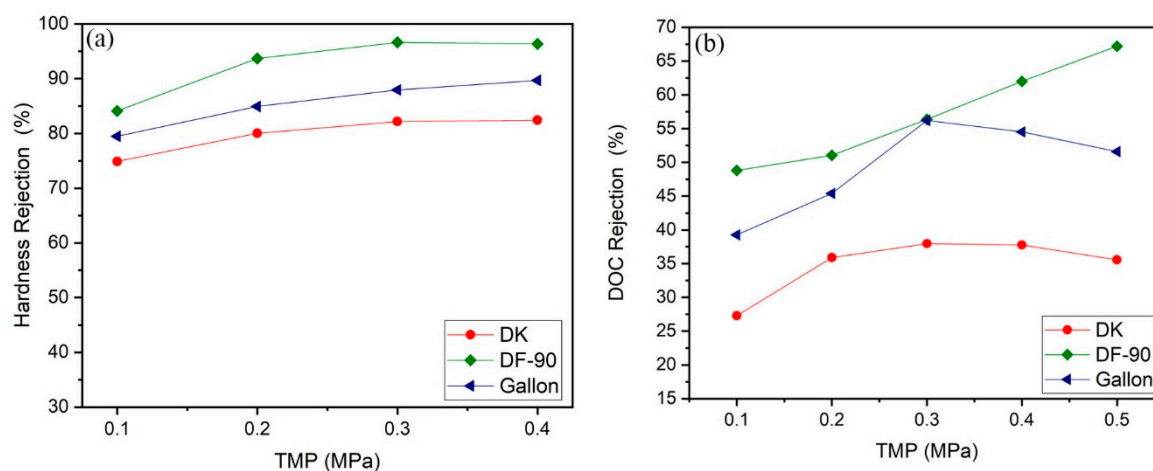 (a)
Hardness Rejection (%)
100
90
80
70
60
50
40
30
0.1 0.2 0.3 0.4
TMP (MPa)
DK
DF-90
Gallon
(b)
DOC Rejection (%)
70
65
60
55
50
45
40
35
30
25
20
15
0.1 0.2 0.3 0.4 0.5
TMP (MPa)
DK
DF-90
Gallon